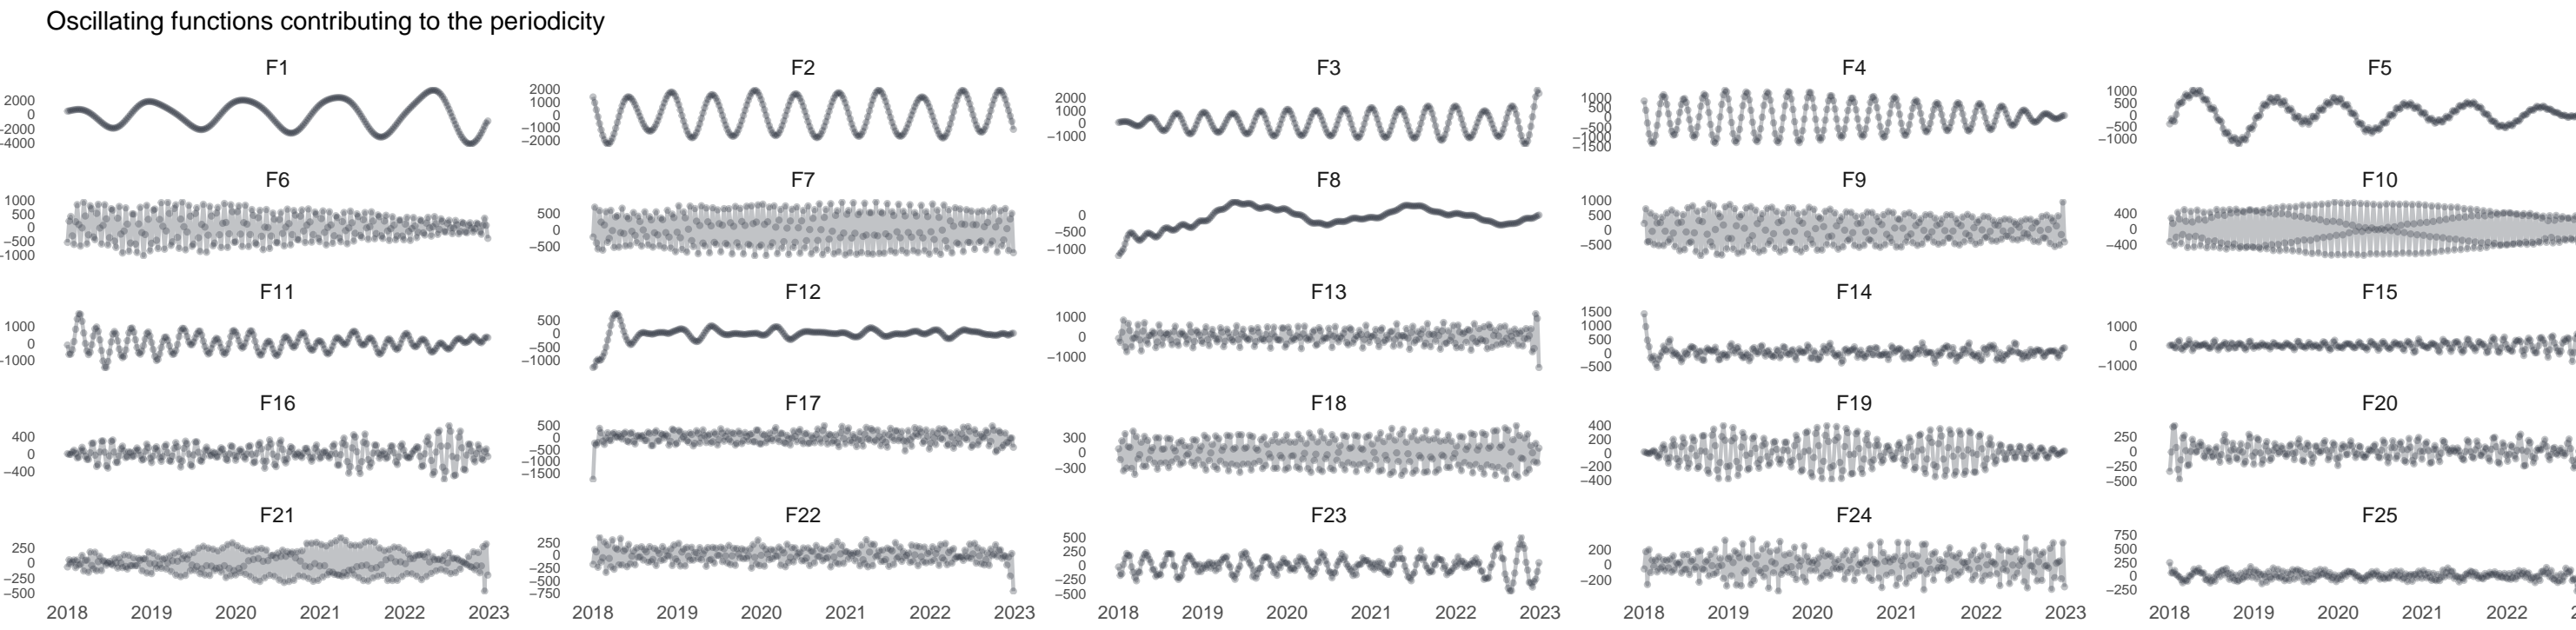 Oscillating functions contributing to the periodicity
F1 F2 F3 F4 F5
2000 0 −2000 −4000
2000 1000 0 −1000 −2000
2000 1000 0 −1000
1000 500 0 −500 −1000 −1500
1000 500 0 −500 −1000
F6 F7 F8 F9 F10
1000 500 0 −500 −1000
500 0 −500
0 −500 −1000
1000 500 0 −500
400 0 −400
F11 F12 F13 F14 F15
1000 0 −1000
500 0 −500 −1000
1000 0 −1000
1500 1000 500 0 −500
1000 0 −1000
F16 F17 F18 F19 F20
400 0 −400
500 0 −500 −1000 −1500
300 0 −300
400 200 0 −200 −400
250 0 −250 −500
F21 F22 F23 F24 F25
250 0 −250 −500
250 0 −250 −500 −750
500 250 0 −250 −500
200 0 −200
750 500 250 0 −250
2018 2019 2020 2021 2022 2023 2018 2019 2020 2021 2022 2023 2018 2019 2020 2021 2022 2023 2018 2019 2020 2021 2022 2023 2018 2019 2020 2021 2022